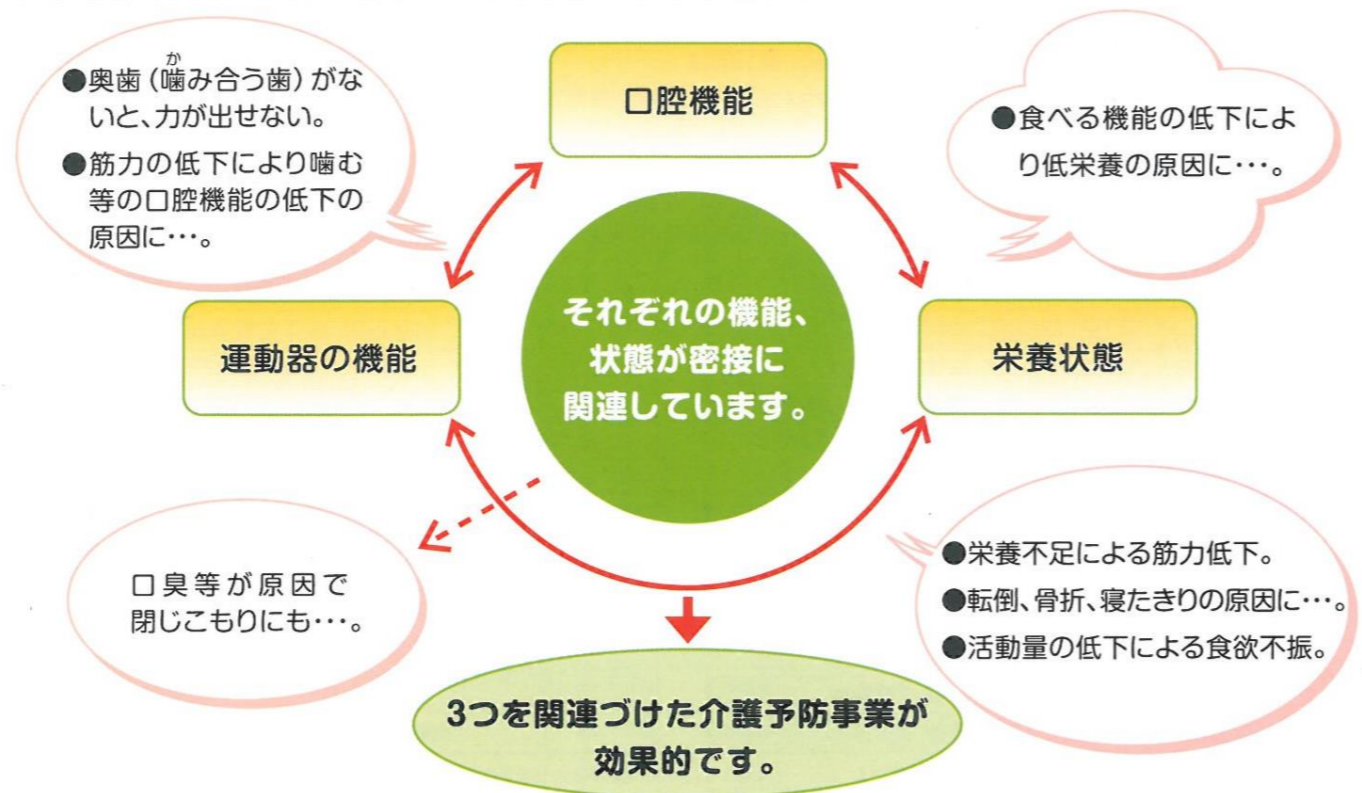 ●奥歯(噛み合う歯)がな
いと、力が出せない。
●筋力の低下により噛む
等の口腔機能の低下の
原因に・・・。
か
口腔機能
●食べる機能の低下によ
り低栄養の原因に・・・。
運動器の機能
それぞれの機能、
状態が密接に
関連しています。
栄養状態
口臭等が原因で
閉じこもりにも・・・。
●栄養不足による筋力低下。
●転倒、骨折、寝たきりの原因に・・・。
●活動量の低下による食欲不振。
3つを関連づけた介護予防事業が
効果的です。